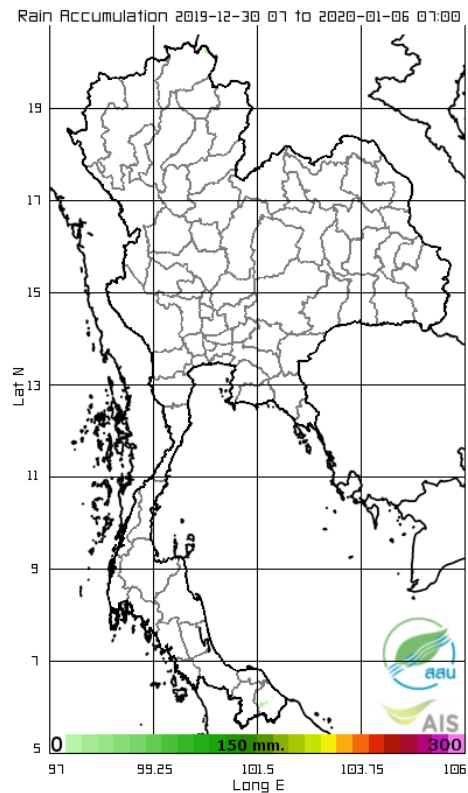 Rain Accumulation 2019-12-30 07 to 2020-01-06 07:00
19
17
15
Lat N
13
11
9
7
สสน
AIS
5
0 150 mm. 300
97 99.25 101.5 103.75 106
Long E